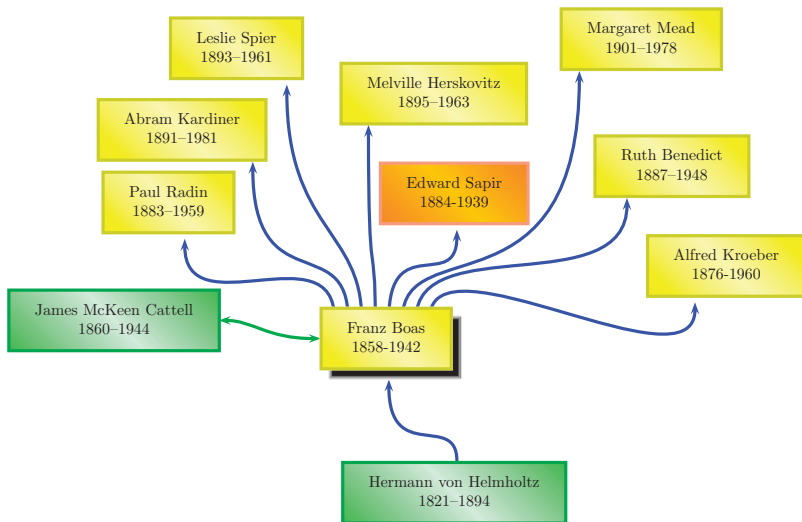 Leslie Spier
1893–1961
Margaret Mead
1901–1978
Melville Herskovitz
1895–1963
Abram Kardiner
1891–1981
Ruth Benedict
1887–1948
Paul Radin
1883–1959
Edward Sapir
1884-1939
Alfred Kroeber
1876-1960
James McKeen Cattell
1860–1944
Franz Boas
1858-1942
Hermann von Helmholtz
1821–1894